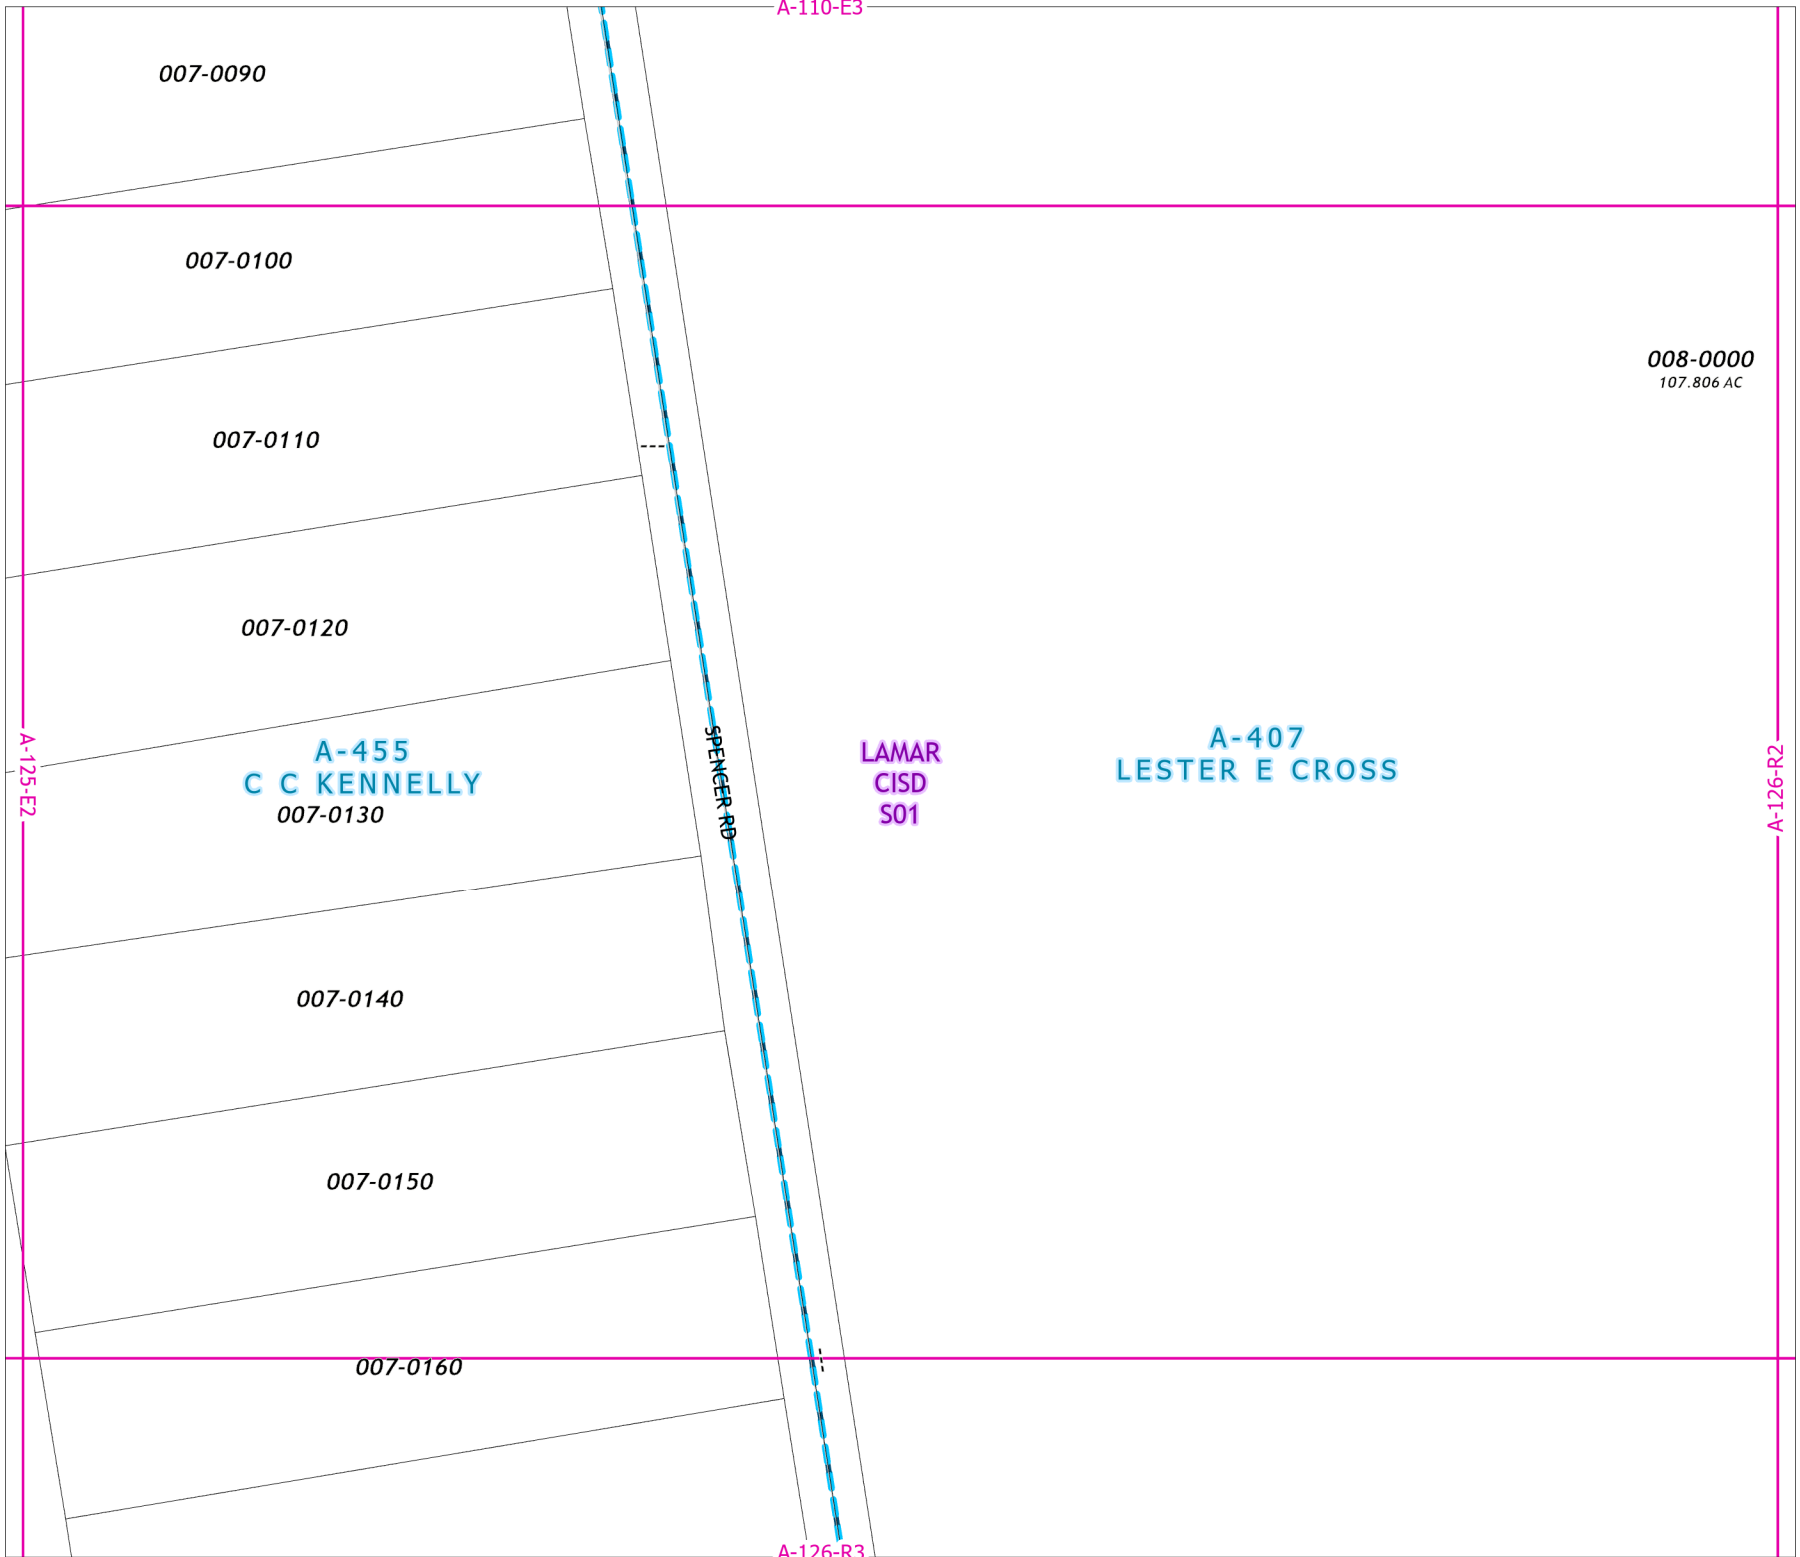 A-110-E3
007-0090
007-0100
008-0000
107.806 AC
007-0110
007-0120
A-125-E2
A-455
C C KENNELLY
007-0130
SPENCER RD
LAMAR
CISD
S01
A-407
LESTER E CROSS
A-126-R2
007-0140
007-0150
007-0160
A-126-R3